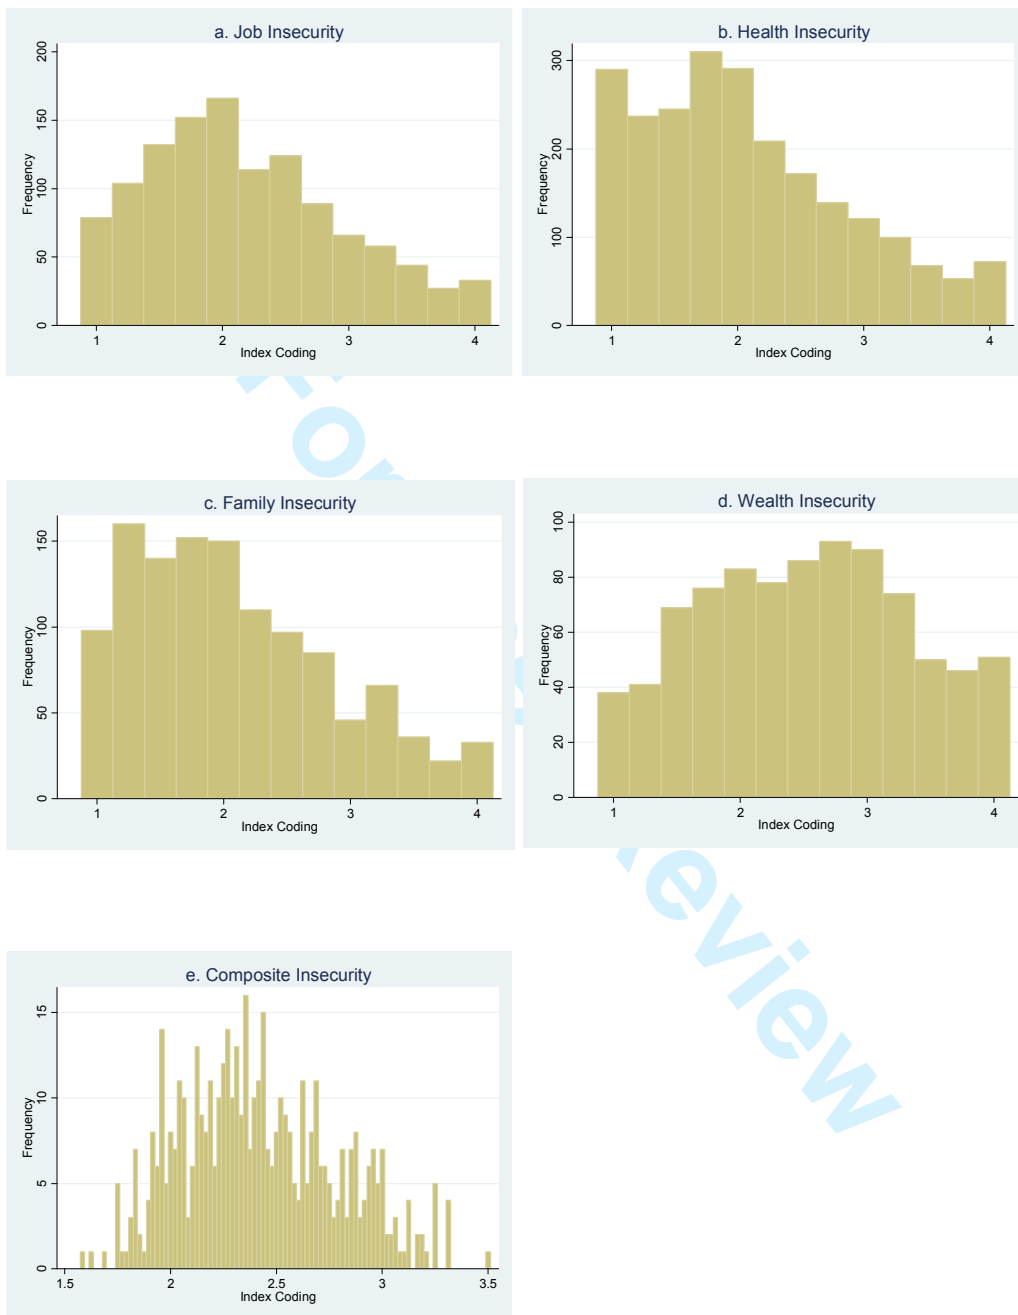 a. Job Insecurity
Frequency
0
50
100
150
200
1 2 3 4
Index Coding
b. Health Insecurity
Frequency
0
100
200
300
1 2 3 4
Index Coding
c. Family Insecurity
Frequency
0
50
100
150
1 2 3 4
Index Coding
d. Wealth Insecurity
Frequency
0
20
40
60
80
100
1 2 3 4
Index Coding
e. Composite Insecurity
Frequency
0
5
10
15
1.5 2 2.5 3 3.5
Index Coding
For
Review